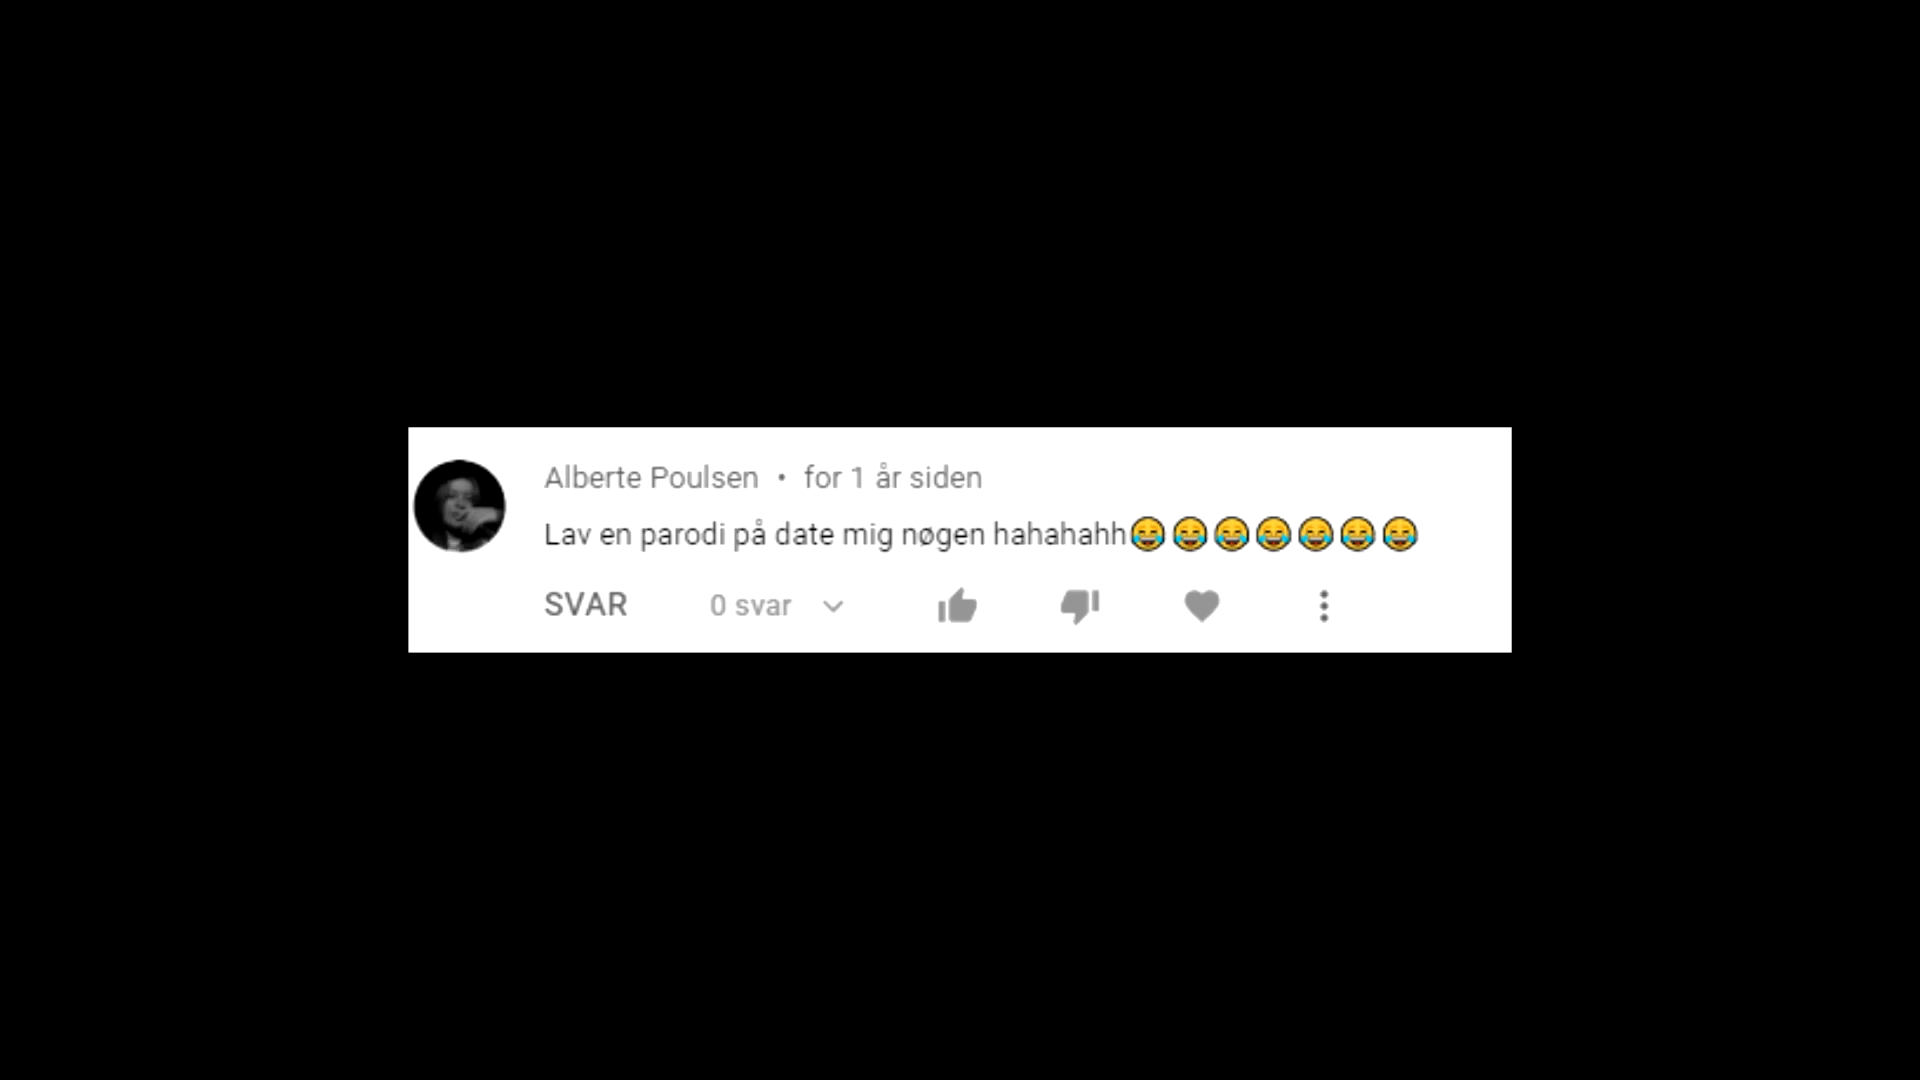 Alberte Poulsen • for 1 år siden
Lav en parodi på date mig nøgen hahahahh😂😂😂😂😂😂😂
SVAR 0 svar